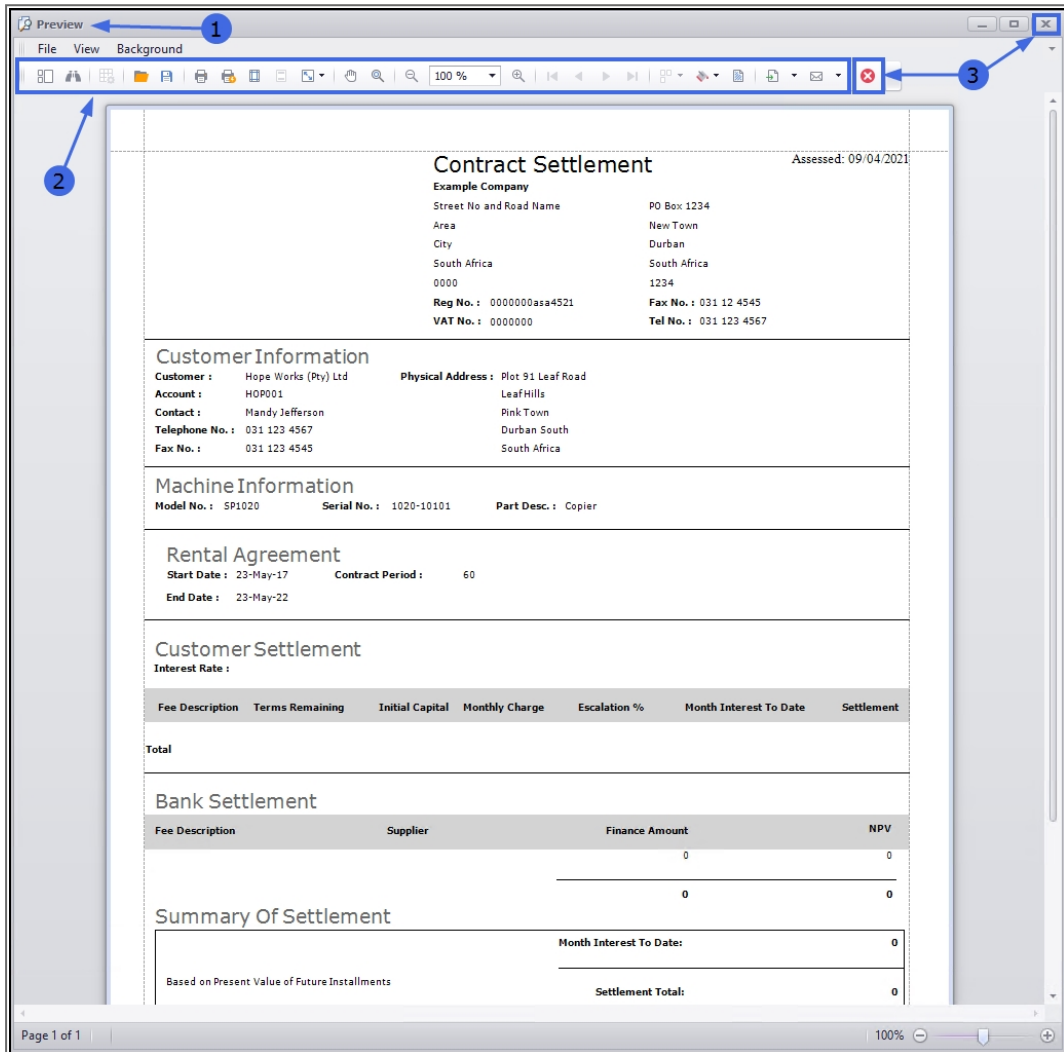 Preview
1
File View Background
100 %
3
2
Contract Settlement Assessed: 09/04/2021
Example Company
Street No and Road Name PO Box 1234
Area New Town
City Durban
South Africa South Africa
0000 1234
Reg No. : 0000000asa4521 Fax No. : 031 12 4545
VAT No. : 0000000 Tel No. : 031 123 4567
Customer Information
Customer : Hope Works (Pty) Ltd Physical Address : Plot 91 Leaf Road
Account : HOP001 Leaf Hills
Contact : Mandy Jefferson Pink Town
Telephone No. : 031 123 4567 Durban South
Fax No. : 031 123 4545 South Africa
Machine Information
Model No. : SP1020 Serial No. : 1020-10101 Part Desc. : Copier
Rental Agreement
Start Date : 23-May-17 Contract Period : 60
End Date : 23-May-22
Customer Settlement
Interest Rate :
Fee Description Terms Remaining Initial Capital Monthly Charge Escalation % Month Interest To Date Settlement
Total
Bank Settlement
Fee Description Supplier Finance Amount NPV
0 0
0 0
Summary Of Settlement
Month Interest To Date: 0
Based on Present Value of Future Installments
Settlement Total: 0
Page 1 of 1 100%